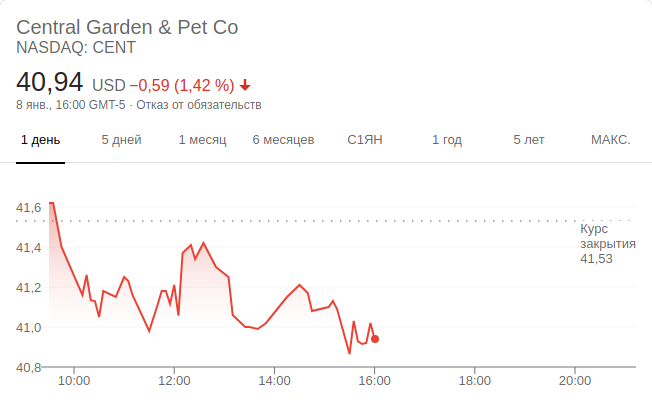 Central Garden & Pet Co
NASDAQ: CENT
40,94 USD −0,59 (1,42 %)
8 янв., 16:00 GMT-5 · Отказ от обязательств
1 день 5 дней 1 месяц 6 месяцев С1ЯН 1 год 5 лет МАКС.
41,6
Курс
закрытия
41,53
41,4
41,2
41,0
40,8
10:00 12:00 14:00 16:00 18:00 20:00